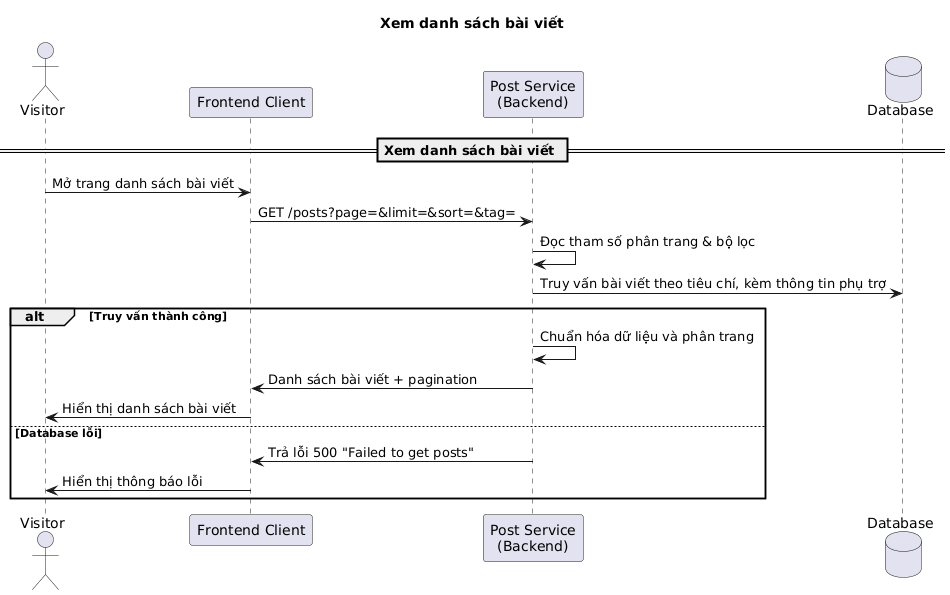 Xem danh sách bài viết
Visitor
Frontend Client
Post Service
(Backend)
Database
Xem danh sách bài viết
Mở trang danh sách bài viết
GET /posts?page=&limit=&sort=&tag=
Đọc tham số phân trang & bộ lọc
Truy vấn bài viết theo tiêu chí, kèm thông tin phụ trợ
alt
[Truy vấn thành công]
Chuẩn hóa dữ liệu và phân trang
Danh sách bài viết + pagination
Hiển thị danh sách bài viết
[Database lỗi]
Trả lỗi 500 "Failed to get posts"
Hiển thị thông báo lỗi
Visitor
Frontend Client
Post Service
(Backend)
Database